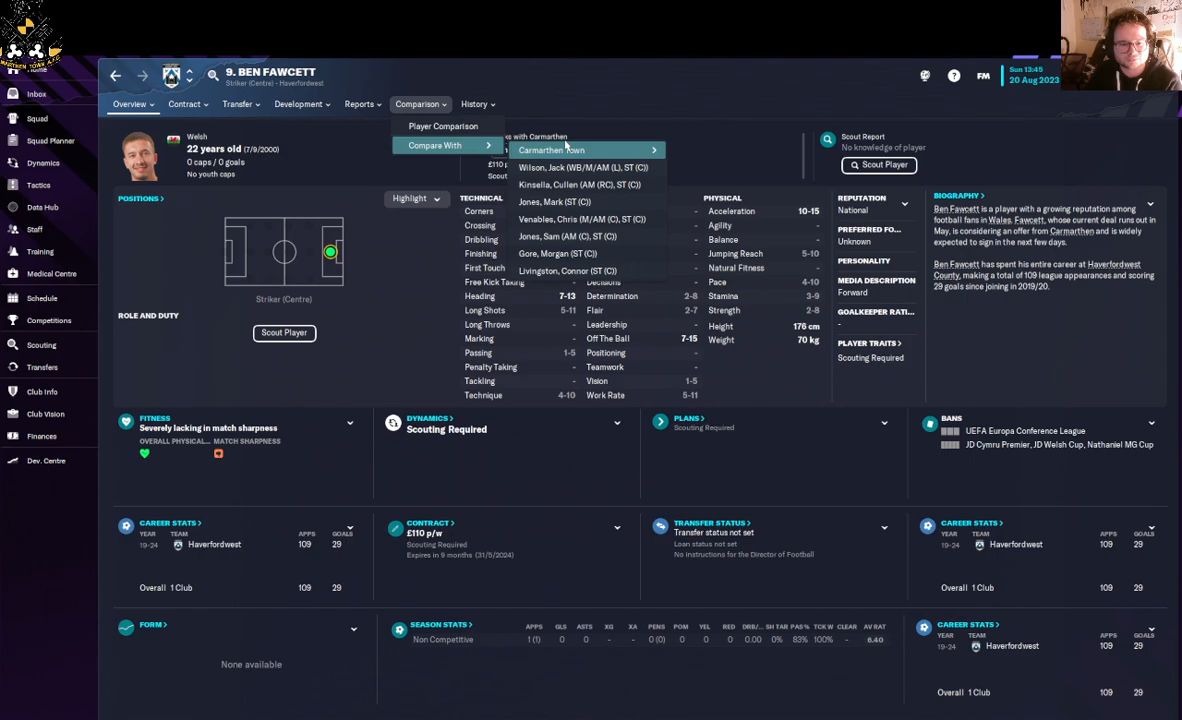 MARTHEN TOWN A.F.C
Home
Inbox
Squad
Squad Planner
Dynamics
Tactics
Data Hub
Staff
Training
Medical Centre
Schedule
Competitions
Scouting
Transfers
Club Info
Club Vision
Finances
Dev. Centre
9. BEN FAWCETT
Striker (Centre) - Haverfordwest
FM
Sun 13:45
20 Aug 2023
Overview
Contract
Transfer
Development
Reports
Comparison
History
Player Comparison
Compare With
Carmarthen Town
Wilson, Jack (WB/M/AM (L), ST (C))
Kinsella, Cullen (AM (RC), ST (C))
Jones, Mark (ST (C))
Venables, Chris (M/AM (C), ST (C))
Jones, Sam (AM (C), ST (C))
Gore, Morgan (ST (C))
Livingston, Connor (ST (C))
Welsh
22 years old (7/9/2000)
0 caps / 0 goals
No youth caps
ks with Carmarthen
£110 p
Scout
Scout Report
No knowledge of player
Scout Player
POSITIONS
Highlight
Striker (Centre)
ROLE AND DUTY
Scout Player
TECHNICAL
Corners
Crossing
Dribbling
Finishing
First Touch
Free Kick Taking
Heading 7-13
Long Shots 5-11
Long Throws -
Marking -
Passing 1-5
Penalty Taking -
Tackling -
Technique 4-10
Decisions -
Determination 2-8
Flair 2-7
Leadership -
Off The Ball 7-15
Positioning -
Teamwork -
Vision 1-5
Work Rate 5-11
PHYSICAL
Acceleration 10-15
Agility -
Balance -
Jumping Reach 5-10
Natural Fitness -
Pace 4-10
Stamina 3-9
Strength 2-8
Height 176 cm
Weight 70 kg
REPUTATION
National
PREFERRED FO...
Unknown
PERSONALITY
MEDIA DESCRIPTION
Forward
GOALKEEPER RATI...
-
PLAYER TRAITS
Scouting Required
BIOGRAPHY
Ben Fawcett is a player with a growing reputation among
football fans in Wales. Fawcett, whose current deal runs out in
May, is considering an offer from Carmarthen and is widely
expected to sign in the next few days.
Ben Fawcett has spent his entire career at Haverfordwest
County, making a total of 109 league appearances and scoring
29 goals since joining in 2019/20.
FITNESS
Severely lacking in match sharpness
OVERALL PHYSICAL... MATCH SHARPNESS
DYNAMICS
Scouting Required
PLANS
Scouting Required
BANS
UEFA Europa Conference League
JD Cymru Premier, JD Welsh Cup, Nathaniel MG Cup
CAREER STATS
YEAR TEAM APPS GOALS
19-24 Haverfordwest 109 29
Overall 1 Club 109 29
CONTRACT
£110 p/w
Scouting Required
Expires in 9 months (31/5/2024)
TRANSFER STATUS
Transfer status not set
Loan status not set
No instructions for the Director of Football
CAREER STATS
YEAR TEAM APPS GOALS
19-24 Haverfordwest 109 29
Overall 1 Club 109 29
FORM
None available
SEASON STATS APPS GLS ASTS XG XA PENS POM YEL RED DRB/... SH TAR PAS% TCK W CLEAR AV RAT
Non Competitive 1 (1) 0 0 - - 0 (0) 0 0 0 0.00 0% 83% 100% - 6.40
CAREER STATS
YEAR TEAM APPS GOALS
19-24 Haverfordwest 109 29
Overall 1 Club 109 29